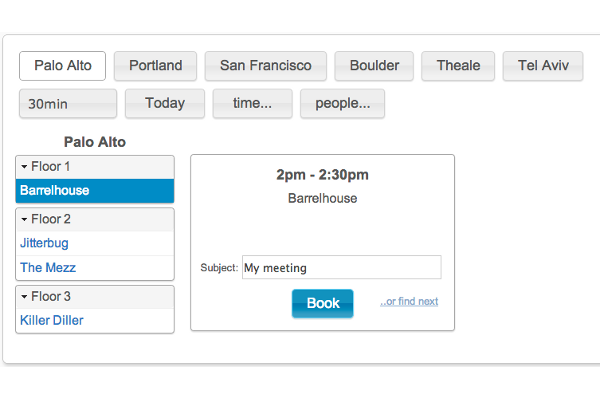 Palo Alto Portland San Francisco Boulder Theale Tel Aviv
30min Today time... people...
Palo Alto
Floor 1
Barrelhouse
Floor 2
Jitterbug
The Mezz
Floor 3
Killer Diller
2pm - 2:30pm
Barrelhouse
Subject: My meeting
Book ..or find next